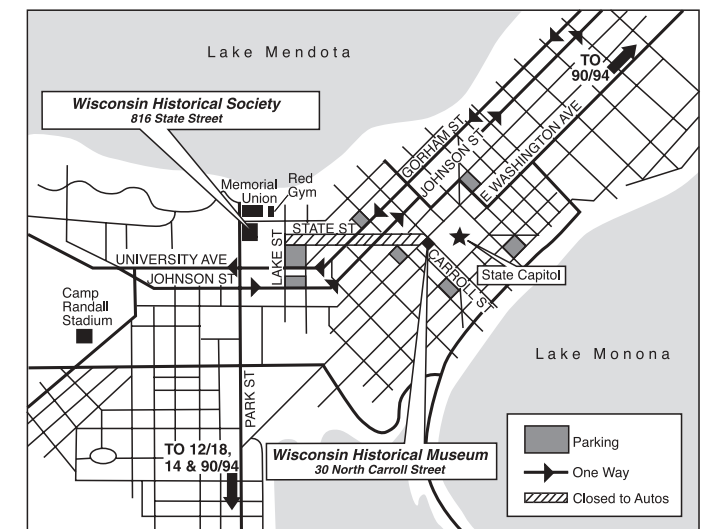 Lake Mendota
TO
90/94
Wisconsin Historical Society
816 State Street
GORHAM ST
JOHNSON ST
E WASHINGTON AVE
Memorial
Union
Red
Gym
STATE ST
LAKE ST
UNIVERSITY AVE
JOHNSON ST
CARROLL ST
State Capitol
Camp
Randall
Stadium
Lake Monona
PARK ST
TO 12/18,
14 & 90/94
Wisconsin Historical Museum
30 North Carroll Street
Parking
One Way
Closed to Autos